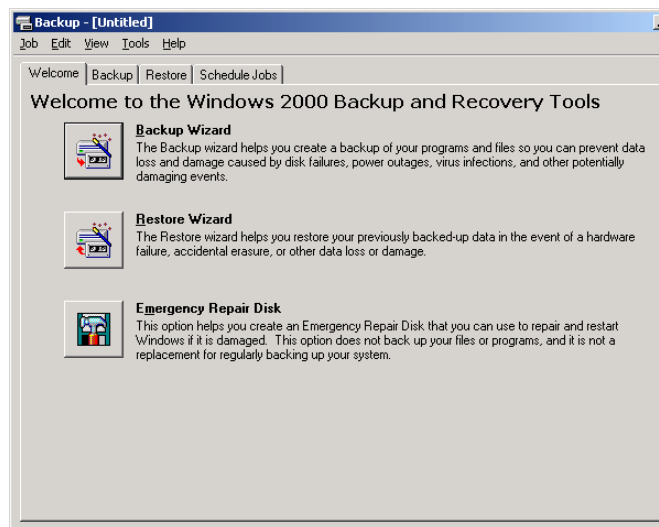 Backup - [Untitled]
Job Edit View Tools Help
Welcome Backup Restore Schedule Jobs
Welcome to the Windows 2000 Backup and Recovery Tools
Backup Wizard
The Backup wizard helps you create a backup of your programs and files so you can prevent data
loss and damage caused by disk failures, power outages, virus infections, and other potentially
damaging events.
Restore Wizard
The Restore wizard helps you restore your previously backed-up data in the event of a hardware
failure, accidental erasure, or other data loss or damage.
Emergency Repair Disk
This option helps you create an Emergency Repair Disk that you can use to repair and restart
Windows if it is damaged. This option does not back up your files or programs, and it is not a
replacement for regularly backing up your system.